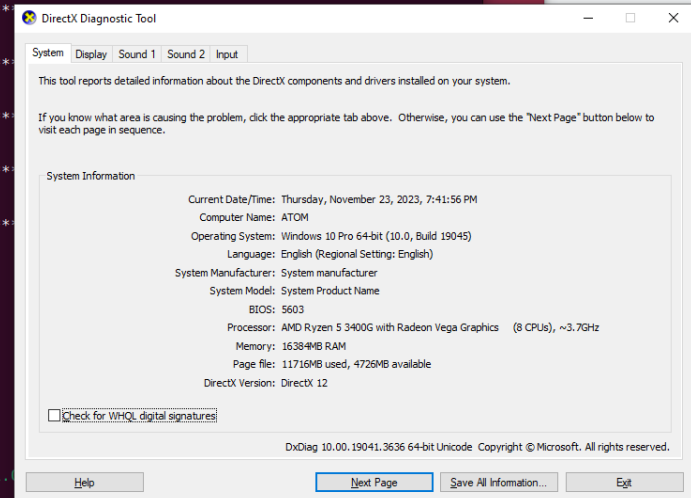 DirectX Diagnostic Tool
System Display Sound 1 Sound 2 Input
This tool reports detailed information about the DirectX components and drivers installed on your system.
If you know what area is causing the problem, click the appropriate tab above.  Otherwise, you can use the "Next Page" button below to
visit each page in sequence.
System Information
Current Date/Time: Thursday, November 23, 2023, 7:41:56 PM
Computer Name: ATOM
Operating System: Windows 10 Pro 64-bit (10.0, Build 19045)
Language: English (Regional Setting: English)
System Manufacturer: System manufacturer
System Model: System Product Name
BIOS: 5603
Processor: AMD Ryzen 5 3400G with Radeon Vega Graphics (8 CPUs), ~3.7GHz
Memory: 16384MB RAM
Page file: 11716MB used, 4726MB available
DirectX Version: DirectX 12
Check for WHQL digital signatures
DxDiag 10.00.19041.3636 64-bit Unicode Copyright © Microsoft. All rights reserved.
Help Next Page Save All Information... Exit